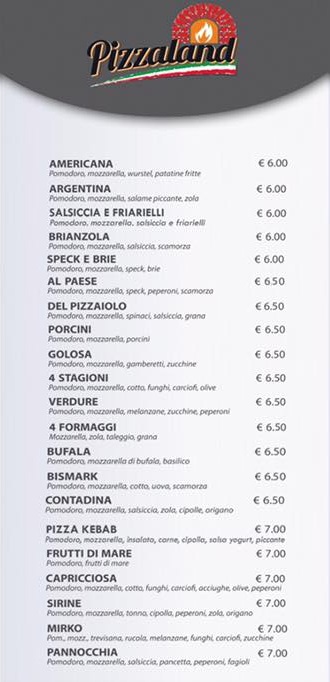 Pizzaland
AMERICANA € 6.00
Pomodoro, mozzarella, wurstel, patatine fritte
ARGENTINA € 6.00
Pomodoro, mozzarella, salame piccante, zola
SALSICCIA E FRIARIELLI € 6.00
Pomodoro, mozzarella, salsiccia e friarielli
BRIANZOLA € 6.00
Pomodoro, mozzarella, salsiccia, scamorza
SPECK E BRIE € 6.00
Pomodoro, mozzarella, speck, brie
AL PAESE € 6.50
Pomodoro, mozzarella, speck, peperoni, scamorza
DEL PIZZAIOLO € 6.50
Pomodoro, mozzarella, spinaci, salsiccia, grana
PORCINI € 6.50
Pomodoro, mozzarella, porcini
GOLOSA € 6.50
Pomodoro, mozzarella, gamberetti, zucchine
4 STAGIONI € 6.50
Pomodoro, mozzarella, cotto, funghi, carciofi, olive
VERDURE € 6.50
Pomodoro, mozzarella, melanzane, zucchine, peperoni
4 FORMAGGI € 6.50
Mozzarella, zola, taleggio, grana
BUFALA € 6.50
Pomodoro, mozzarella di bufala, basilico
BISMARK € 6.50
Pomodoro, mozzarella, cotto, uova, scamorza
CONTADINA € 6.50
Pomodoro, mozzarella, salsiccia, zola, cipolle, origano
PIZZA KEBAB € 7.00
Pomodoro, mozzarella, insalata, carne, cipolla, salsa yogurt, piccante
FRUTTI DI MARE € 7.00
Pomodoro, frutti di mare
CAPRICCIOSA € 7.00
Pomodoro, mozzarella, cotto, funghi, carciofi, acciughe, olive, peperoni
SIRINE € 7.00
Pomodoro, mozzarella, tonno, cipolla, peperoni, zola, origano
MIRKO € 7.00
Pom., mozz., trevisana, rucola, melanzane, funghi, carciofi, zucchine
PANNOCCHIA € 7.00
Pomodoro, mozzarella, salsiccia, pancetta, peperoni, fagioli